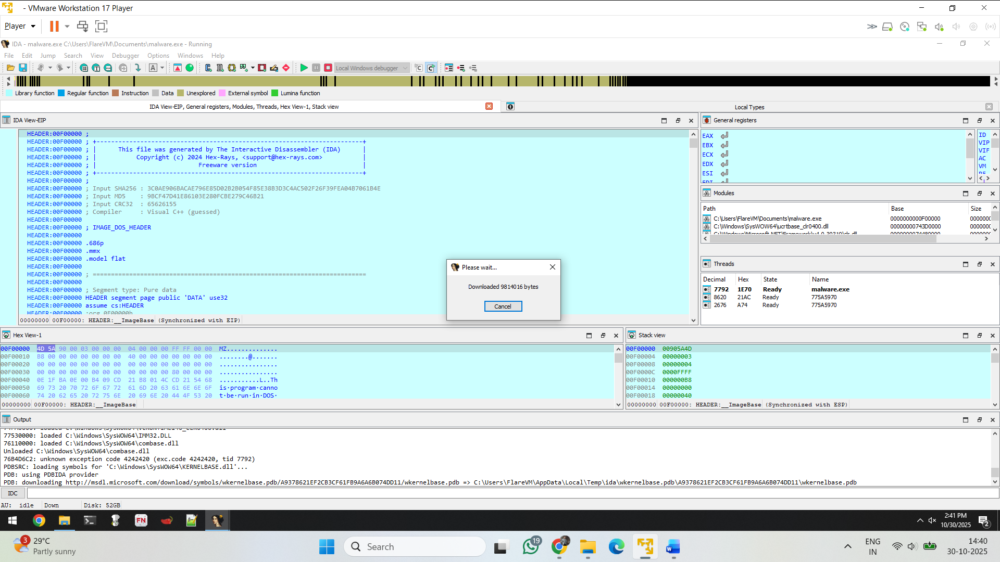 - VMware Workstation 17 Player
Player
IDA - malware.exe C:\Users\FlareVM\Documents\malware.exe - Running
File Edit Jump Search View Debugger Options Windows Help
Local Windows debugger
Library function Regular function Instruction Data Unexplored External symbol Lumina function
IDA View-EIP, General registers, Modules, Threads, Hex View-1, Stack view
Local Types
IDA View-EIP
HEADER:00F00000 ;
HEADER:00F00000 ; +-------------------------------------------------------------------------+
HEADER:00F00000 ; | This file was generated by The Interactive Disassembler (IDA) |
HEADER:00F00000 ; | Copyright (c) 2024 Hex-Rays, <support@hex-rays.com> |
HEADER:00F00000 ; | Freeware version |
HEADER:00F00000 ; +-------------------------------------------------------------------------+
HEADER:00F00000 ;
HEADER:00F00000 ; Input SHA256 : 3C0AE906BACAE796E85D02B2B054F85E38B3D3C4AC502F26F39FEA04B7061B4E
HEADER:00F00000 ; Input MD5 : 9BCF47D41E86103E280FCBE279C46B21
HEADER:00F00000 ; Input CRC32 : 65626155
HEADER:00F00000 ; Compiler : Visual C++ (guessed)
HEADER:00F00000
HEADER:00F00000 ; IMAGE_DOS_HEADER
HEADER:00F00000
HEADER:00F00000 .686p
HEADER:00F00000 .mmx
HEADER:00F00000 .model flat
HEADER:00F00000
HEADER:00F00000 ; ===========================================================================
HEADER:00F00000
HEADER:00F00000 ; Segment type: Pure data
HEADER:00F00000 HEADER segment page public 'DATA' use32
HEADER:00F00000 assume cs:HEADER
HEADER:00F00000 ;org 0F00000h
00000000 00F00000: HEADER:__ImageBase (Synchronized with EIP)
General registers
EAX
EBX
ECX
EDX
ESI
EDI
ID
VIP
VIF
AC
VM
Modules
Path Base Size
C:\Users\FlareVM\Documents\malware.exe 0000000000F00000 0000000
C:\Windows\SysWOW64\ucrtbase_clr0400.dll 00000000743D0000 0000000
C:\Windows\Microsoft.NET\Framework\v4.0.30319\clr.dll 0000000074480000 0000000
Threads
Decimal Hex State Name
7792 1E70 Ready malware.exe
8620 21AC Ready 775A5970
2676 A74 Ready 775A5970
Please wait...
Downloaded 9814016 bytes
Cancel
Hex View-1
00F00000 4D 5A 90 00 03 00 00 00 04 00 00 00 FF FF 00 00 MZ..............
00F00010 B8 00 00 00 00 00 00 00 40 00 00 00 00 00 00 00 ........@.......
00F00020 00 00 00 00 00 00 00 00 00 00 00 00 00 00 00 00 ................
00F00030 00 00 00 00 00 00 00 00 00 00 00 00 80 00 00 00 ................
00F00040 0E 1F BA 0E 00 B4 09 CD 21 B8 01 4C CD 21 54 68 ...........L..Th
00F00050 69 73 20 70 72 6F 67 72 61 6D 20 63 61 6E 6E 6F is·program·canno
00F00060 74 20 62 65 20 72 75 6E 20 69 6E 20 44 4F 53 20 t·be·run·in·DOS·
00000000 00F00000: HEADER:__ImageBase
Stack view
00F00000 00905A4D
00F00004 00000003
00F00008 00000004
00F0000C 0000FFFF
00F00010 000000B8
00F00014 00000000
00F00018 00000040
00000000 00F00000: HEADER:__ImageBase (Synchronized with ESP)
Output
77530000: loaded C:\Windows\SysWOW64\IMM32.DLL
76110000: loaded C:\Windows\SysWOW64\combase.dll
Unloaded C:\Windows\SysWOW64\combase.dll
76B4D6C2: unknown exception code 4242420 (exc.code 4242420, tid 7792)
PDBSRC: loading symbols for 'C:\Windows\SysWOW64\KERNELBASE.dll'...
PDB: using PDBIDA provider
PDB: downloading http://msdl.microsoft.com/download/symbols/wkernelbase.pdb/A9378621EF2CB3CF61FB9A6A6B074DD11/wkernelbase.pdb => C:\Users\FlareVM\AppData\Local\Temp\ida\wkernelbase.pdb\A9378621EF2CB3CF61FB9A6A6B074DD11\wkernelbase.pdb
IDC
AU: idle Down Disk: 52GB
FN
2:41 PM
10/30/2025
2
3
29°C
Partly sunny
Search
19
ENG
IN
14:40
30-10-2025